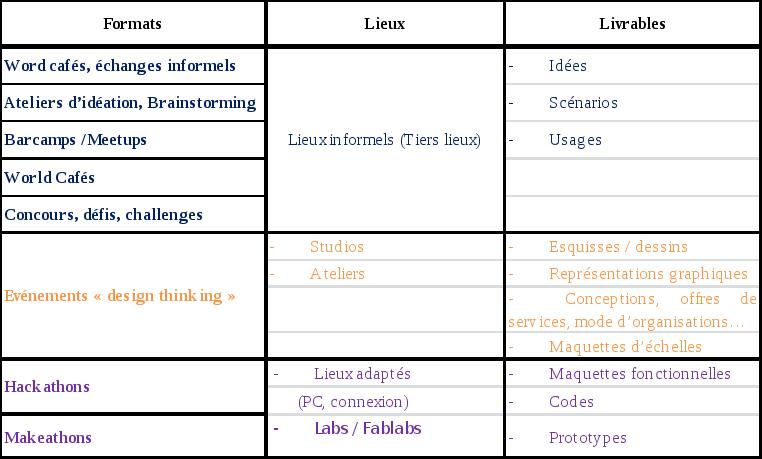 Formats Lieux Livrables
Word cafés, échanges informels - Idées
Ateliers d’idéation, Brainstorming - Scénarios
Barcamps /Meetups Lieux informels (Tiers lieux) - Usages
World Cafés
Concours, défis, challenges
- Studios - Esquisses / dessins
- Ateliers - Représentations graphiques
Evénements « design thinking »
- Conceptions, offres de
services, mode d’organisations…
- Maquettes d’échelles
Hackathons
- Lieux adaptés - Maquettes fonctionnelles
(PC, connexion) - Codes
- Labs / Fablabs
Makeathons - Prototypes